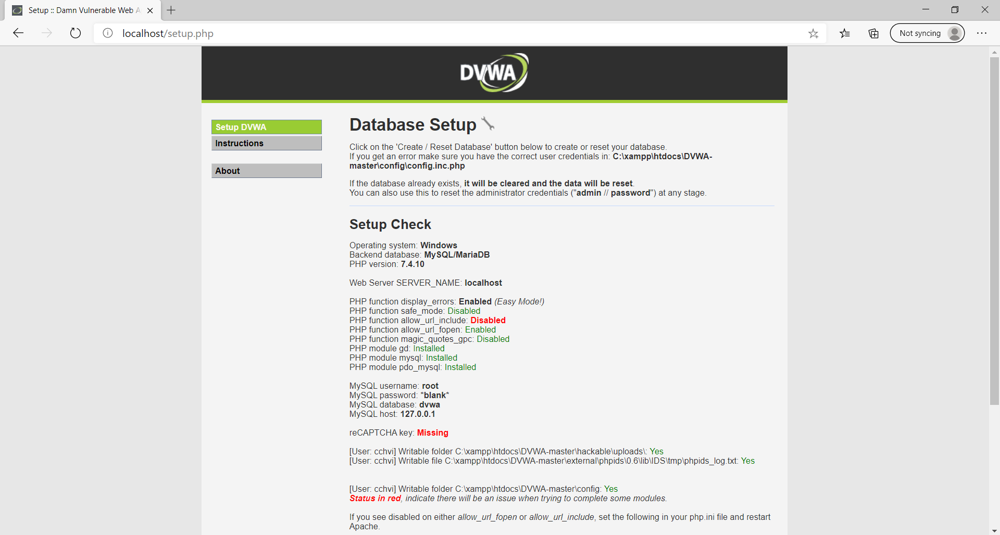 Setup :: Damn Vulnerable Web A
localhost/setup.php
Not syncing
DVWA
Setup DVWA
Instructions
About
Database Setup
Click on the 'Create / Reset Database' button below to create or reset your database.
If you get an error make sure you have the correct user credentials in: C:\xampp\htdocs\DVWA-
master\config\config.inc.php
If the database already exists, it will be cleared and the data will be reset.
You can also use this to reset the administrator credentials ("admin // password") at any stage.
Setup Check
Operating system: Windows
Backend database: MySQL/MariaDB
PHP version: 7.4.10
Web Server SERVER_NAME: localhost
PHP function display_errors: Enabled (Easy Mode!)
PHP function safe_mode: Disabled
PHP function allow_url_include: Disabled
PHP function allow_url_fopen: Enabled
PHP function magic_quotes_gpc: Disabled
PHP module gd: Installed
PHP module mysql: Installed
PHP module pdo_mysql: Installed
MySQL username: root
MySQL password: *blank*
MySQL database: dvwa
MySQL host: 127.0.0.1
reCAPTCHA key: Missing
[User: cchvi] Writable folder C:\xampp\htdocs\DVWA-master\hackable\uploads\: Yes
[User: cchvi] Writable file C:\xampp\htdocs\DVWA-master\external\phpids\0.6\lib\IDS\tmp\phpids_log.txt: Yes
[User: cchvi] Writable folder C:\xampp\htdocs\DVWA-master\config: Yes
Status in red, indicate there will be an issue when trying to complete some modules.
If you see disabled on either allow_url_fopen or allow_url_include, set the following in your php.ini file and restart
Apache.